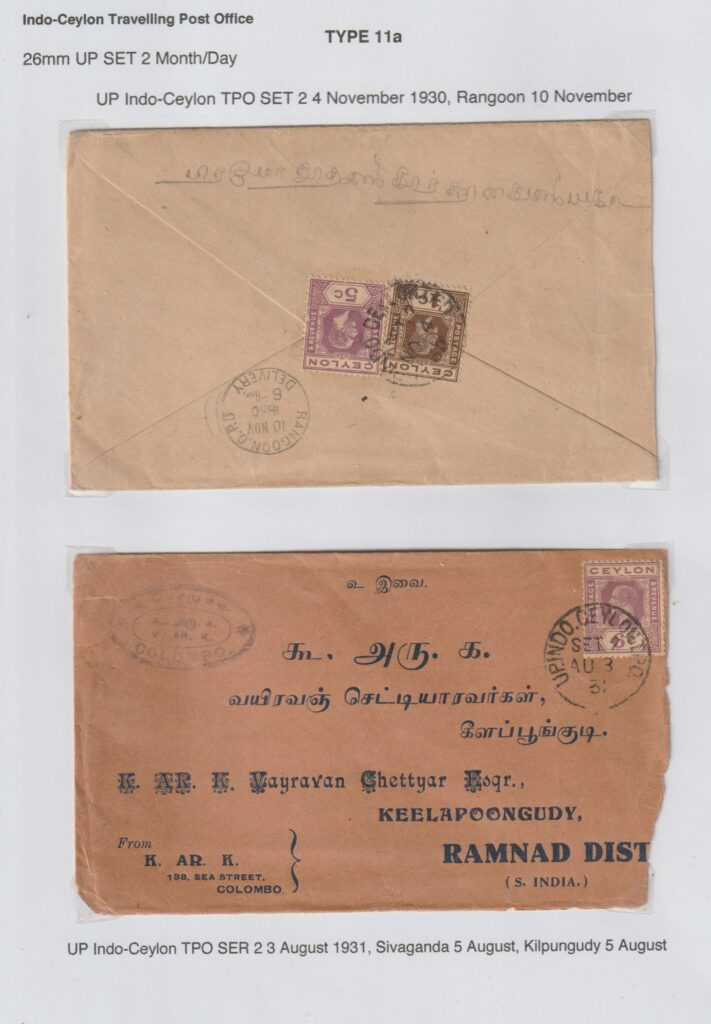 Indo-Ceylon Travelling Post Office
TYPE 11a
26mm UP SET 2 Month/Day
UP Indo-Ceylon TPO SET 2 4 November 1930, Rangoon 10 November
5c
& REVENUE
CEYLON
POSTAGE
CEYLON
RANGOON G.P.O.
10 NOV
DELIVERY
உ இவை.
COLOMBO
CEYLON
& REVENUE
UP.INDO.CEYLON.T.P.O.
SET
AU 3
31
கூ. அரு. க.
வயிரவஞ் செட்டியாரவர்கள்,
கீளப்பூங்குடி.
K. AR. K. Vayravan Chettyar Esqr.,
KEELAPOONGUDY,
RAMNAD DIST
(S. INDIA.)
From
K. AR. K.
138, SEA STREET,
COLOMBO.
UP Indo-Ceylon TPO SER 2 3 August 1931, Sivaganda 5 August, Kilpungudy 5 August